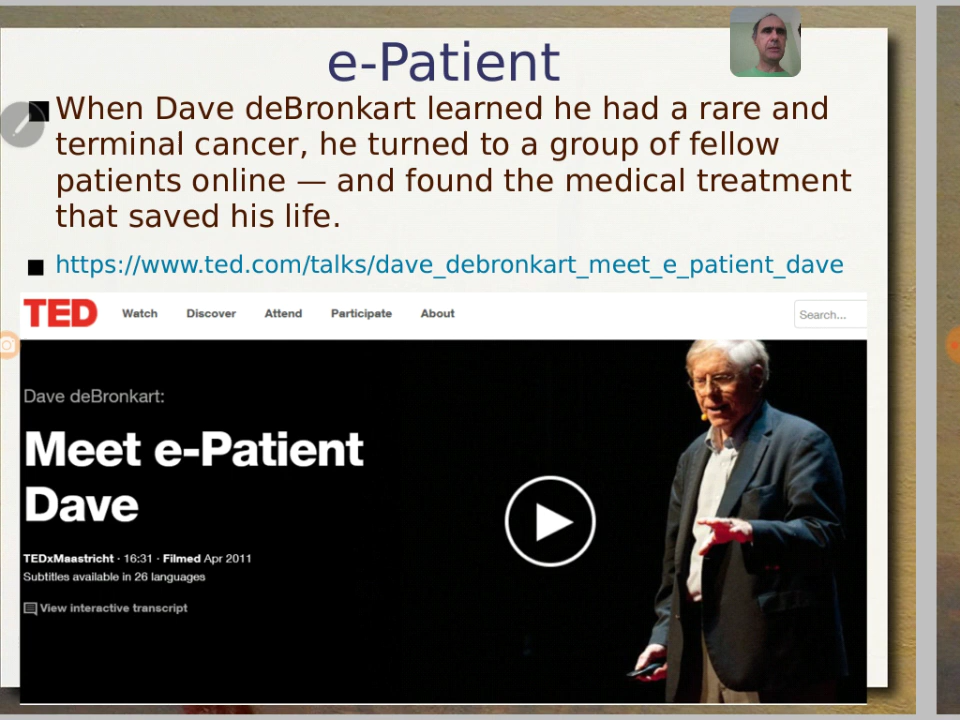 e-Patient
When Dave deBronkart learned he had a rare and
terminal cancer, he turned to a group of fellow
patients online — and found the medical treatment
that saved his life.
https://www.ted.com/talks/dave_debronkart_meet_e_patient_dave
TED Watch Discover Attend Participate About Search...
Dave deBronkart:
Meet e-Patient
Dave
TEDxMaastricht · 16:31 · Filmed Apr 2011
Subtitles available in 26 languages
View interactive transcript